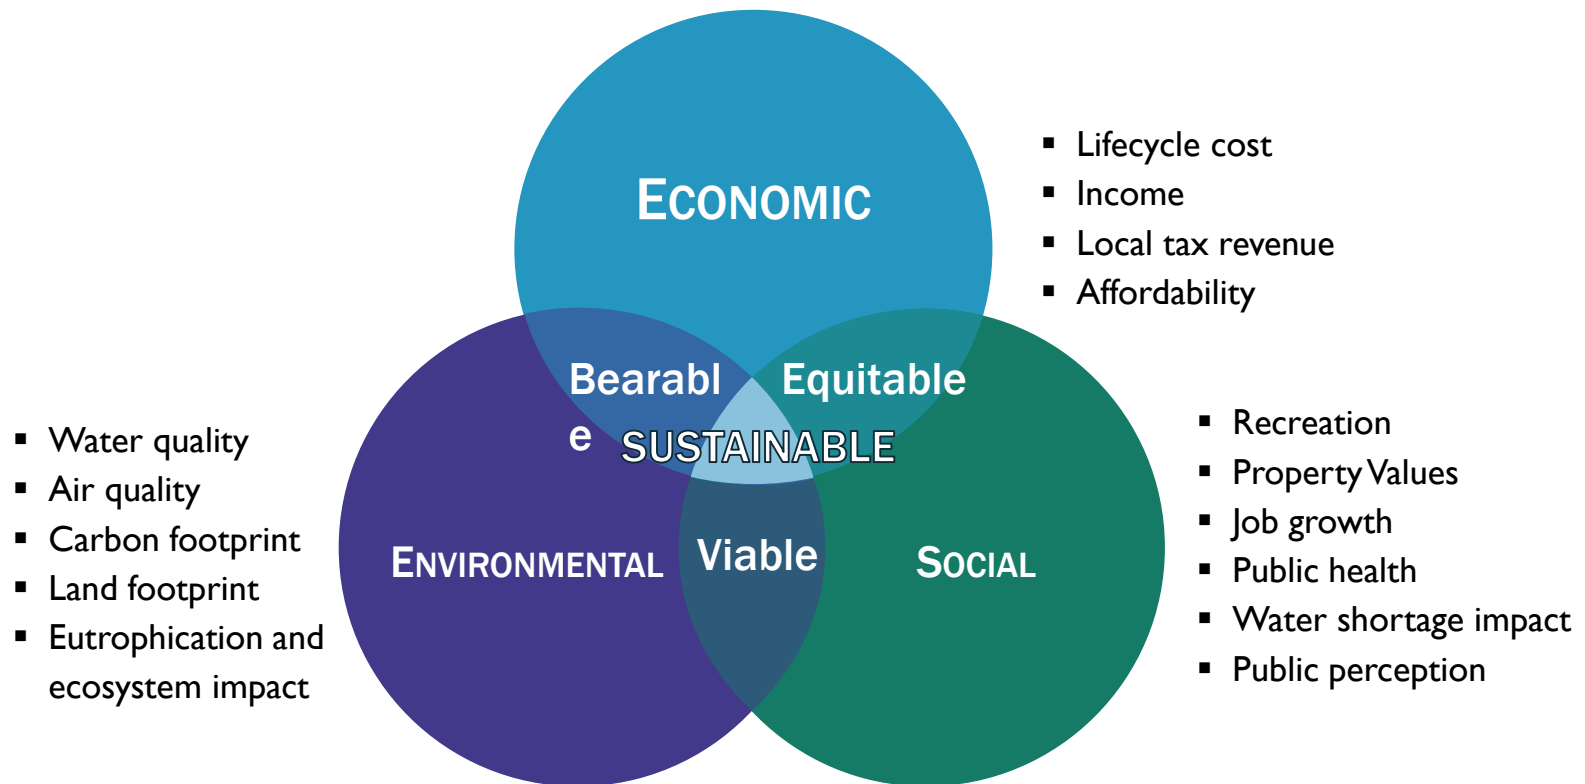 ECONOMIC
▪ Lifecycle cost
▪ Income
▪ Local tax revenue
▪ Affordability
Bearabl
e
Equitable
SUSTAINABLE
▪ Water quality
▪ Air quality
▪ Carbon footprint
▪ Land footprint
▪ Eutrophication and
ecosystem impact
ENVIRONMENTAL
Viable
SOCIAL
▪ Recreation
▪ Property Values
▪ Job growth
▪ Public health
▪ Water shortage impact
▪ Public perception